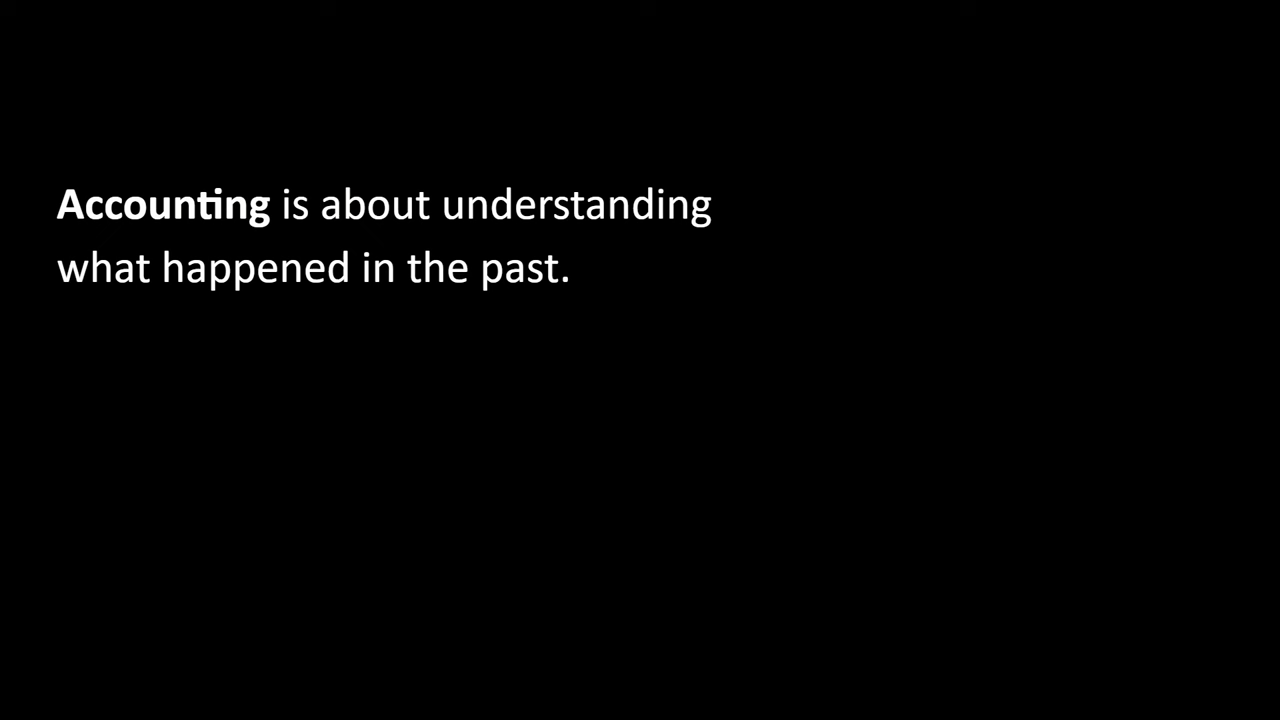 Accounting is about understanding
what happened in the past.